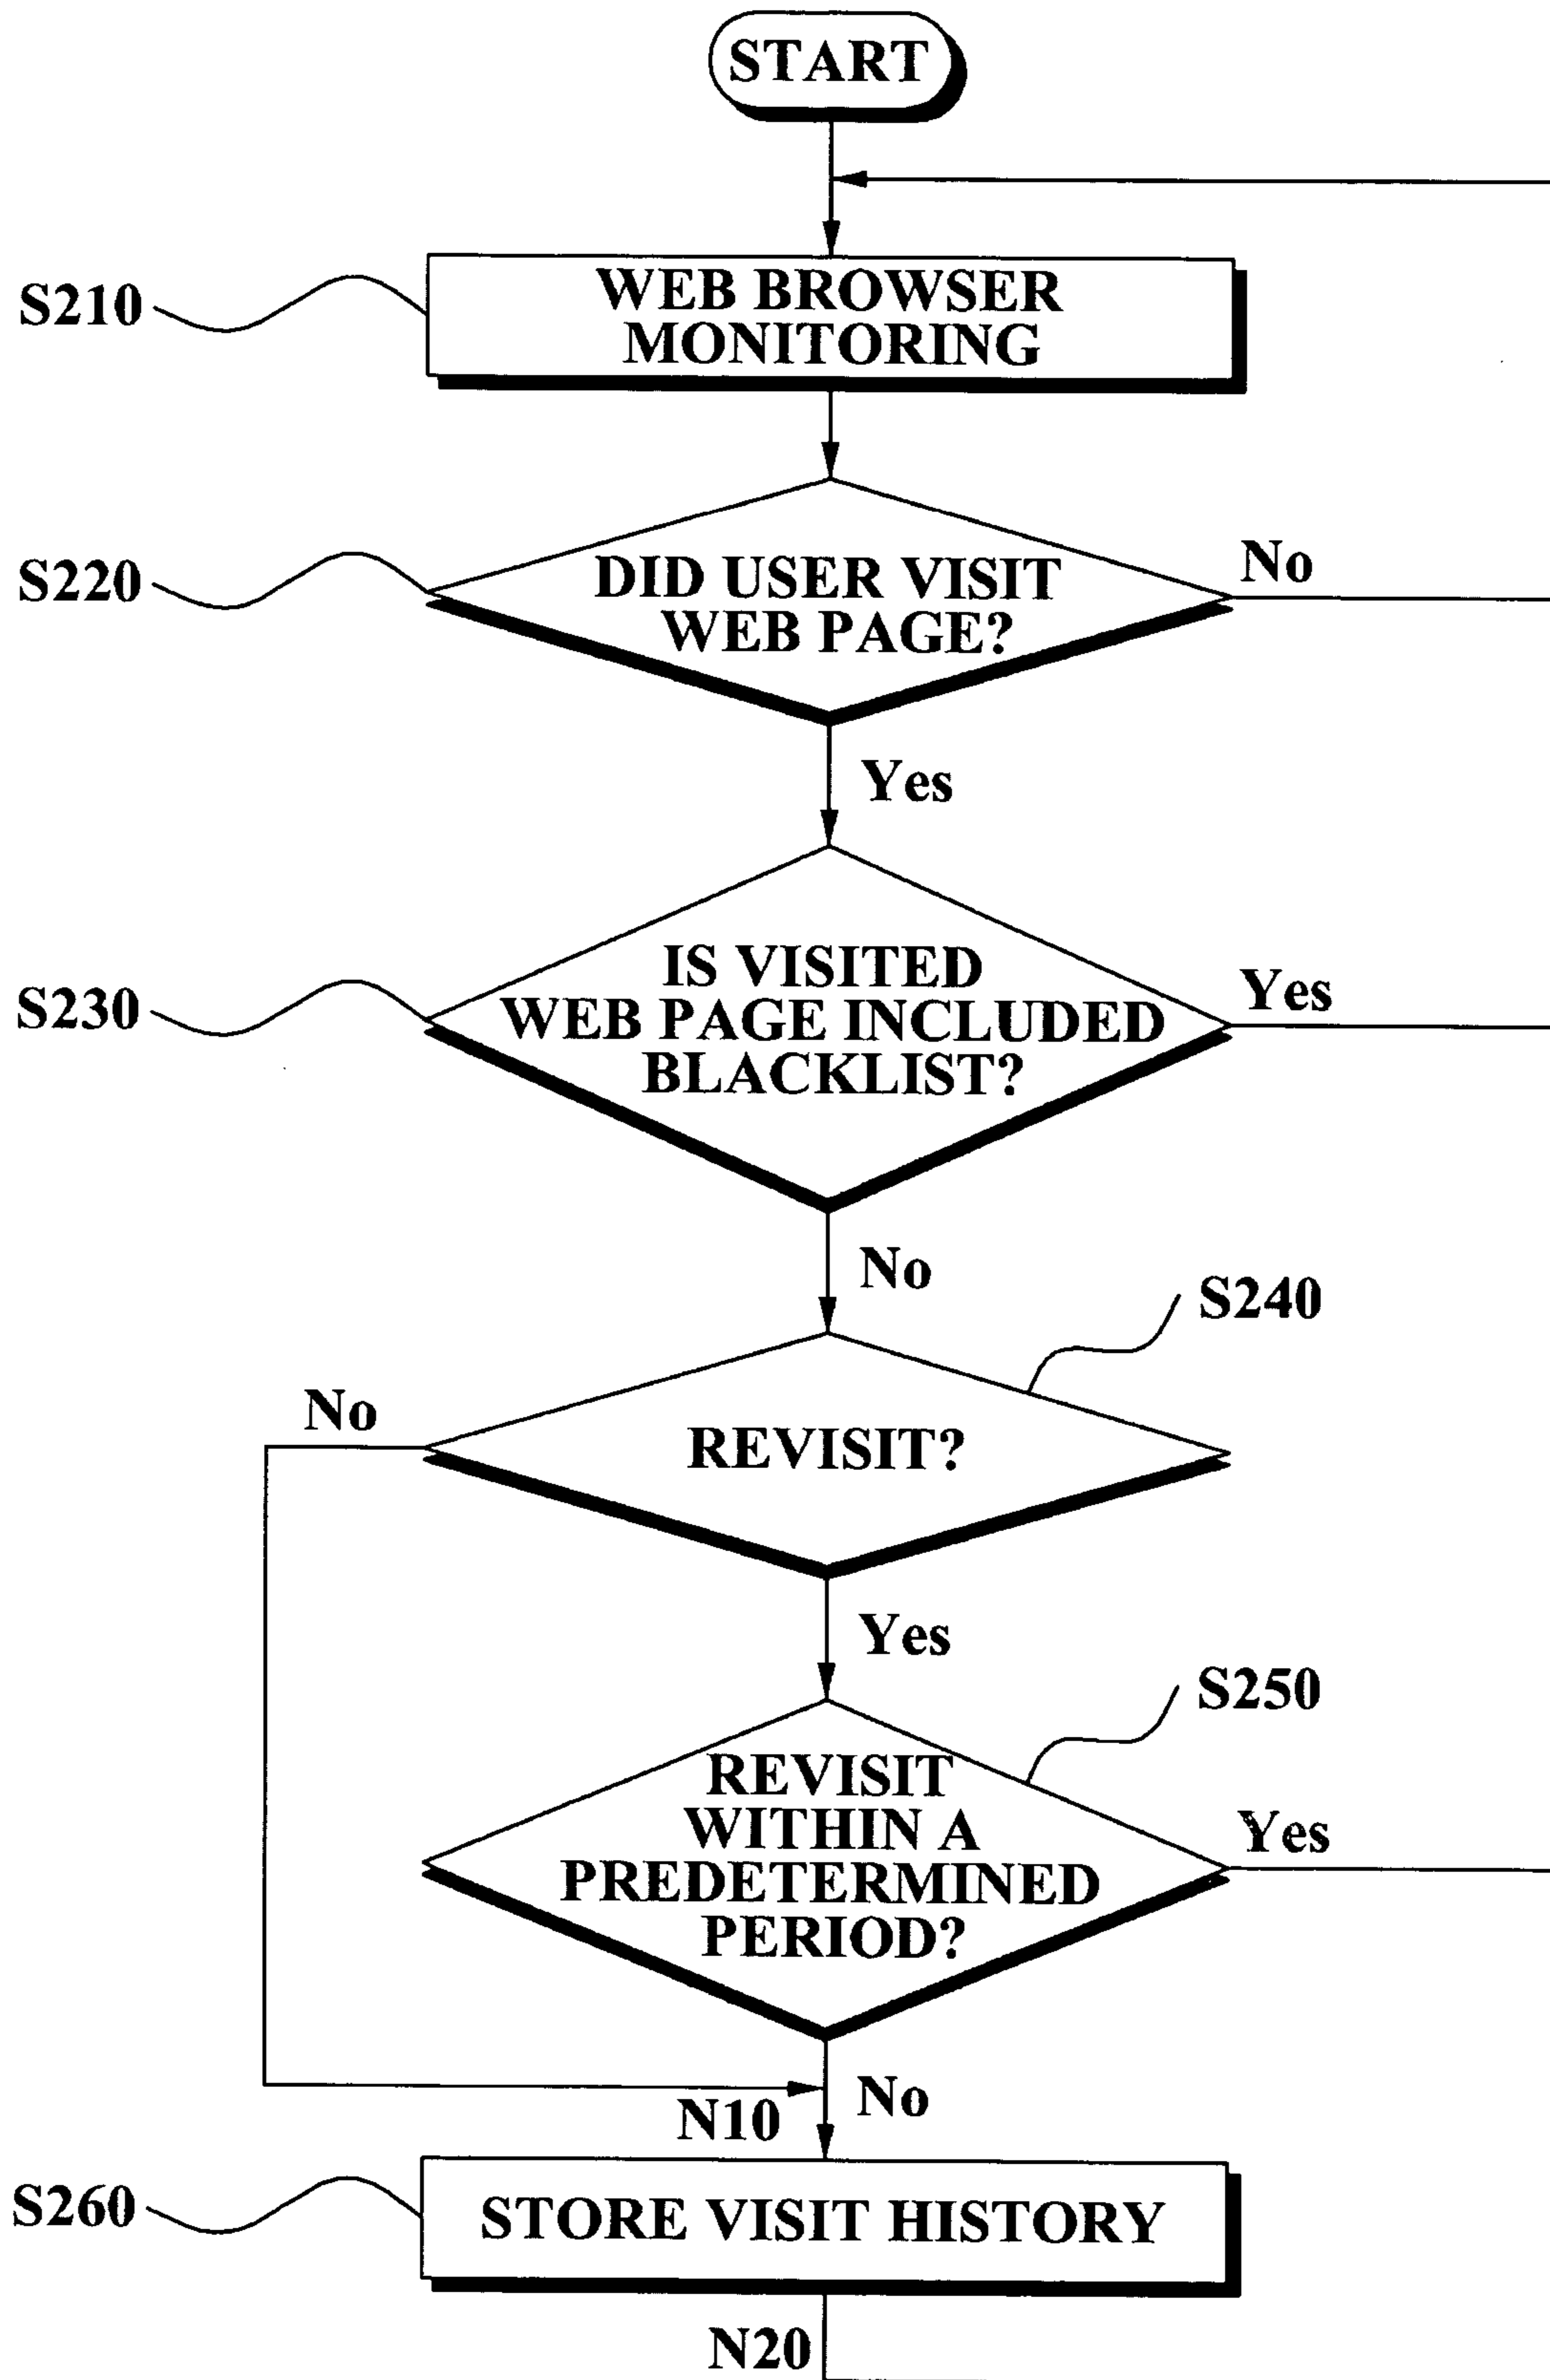 START
S210
WEB BROWSER
MONITORING
S220
DID USER VISIT
WEB PAGE?
No
Yes
S230
IS VISITED
WEB PAGE INCLUDED
BLACKLIST?
Yes
No
S240
No
REVISIT?
Yes
S250
REVISIT
WITHIN A
PREDETERMINED
PERIOD?
Yes
No
N10
S260
STORE VISIT HISTORY
N20